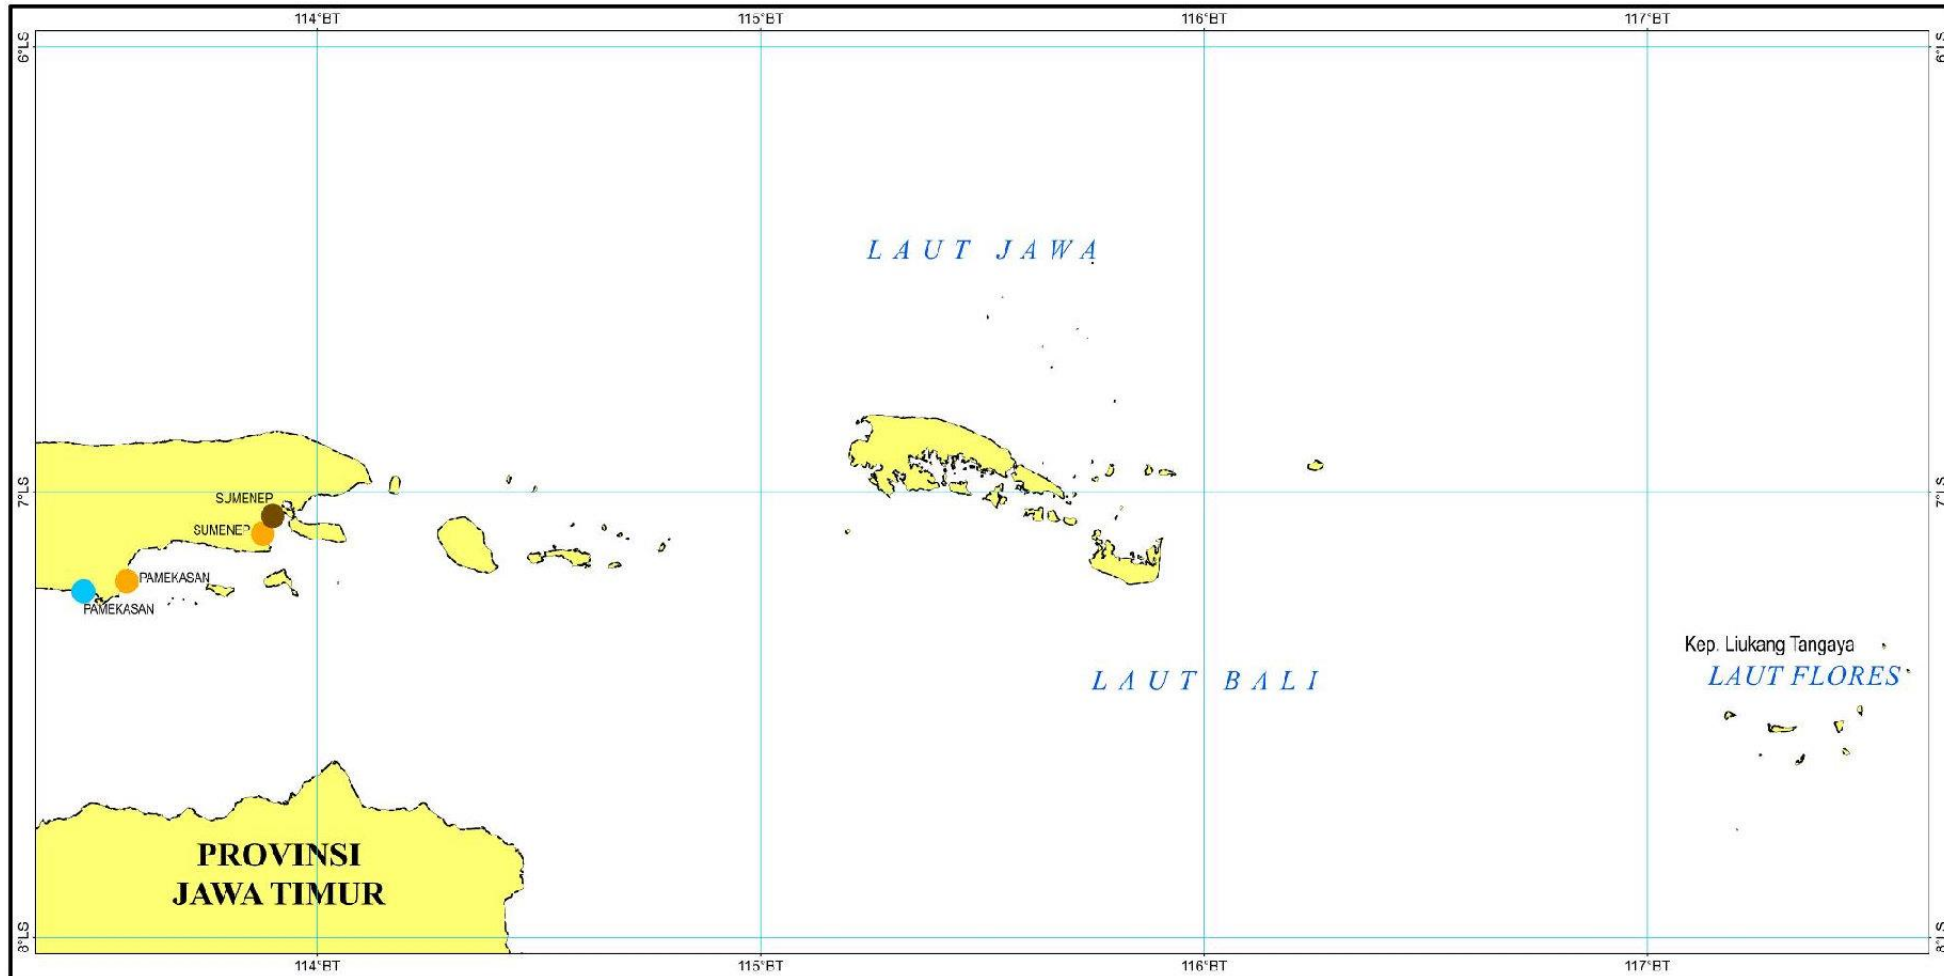 114°BT 115°BT 116°BT 117°BT
6°LS 6°LS
LAUT JAWA
7°LS 7°LS
SUMENEP
SUMENEP
PAMEKASAN
PAMEKASAN
Kep. Liukang Tangaya
LAUT FLORES
LAUT BALI
PROVINSI
JAWA TIMUR
8°LS 8°LS
114°BT 115°BT 116°BT 117°BT